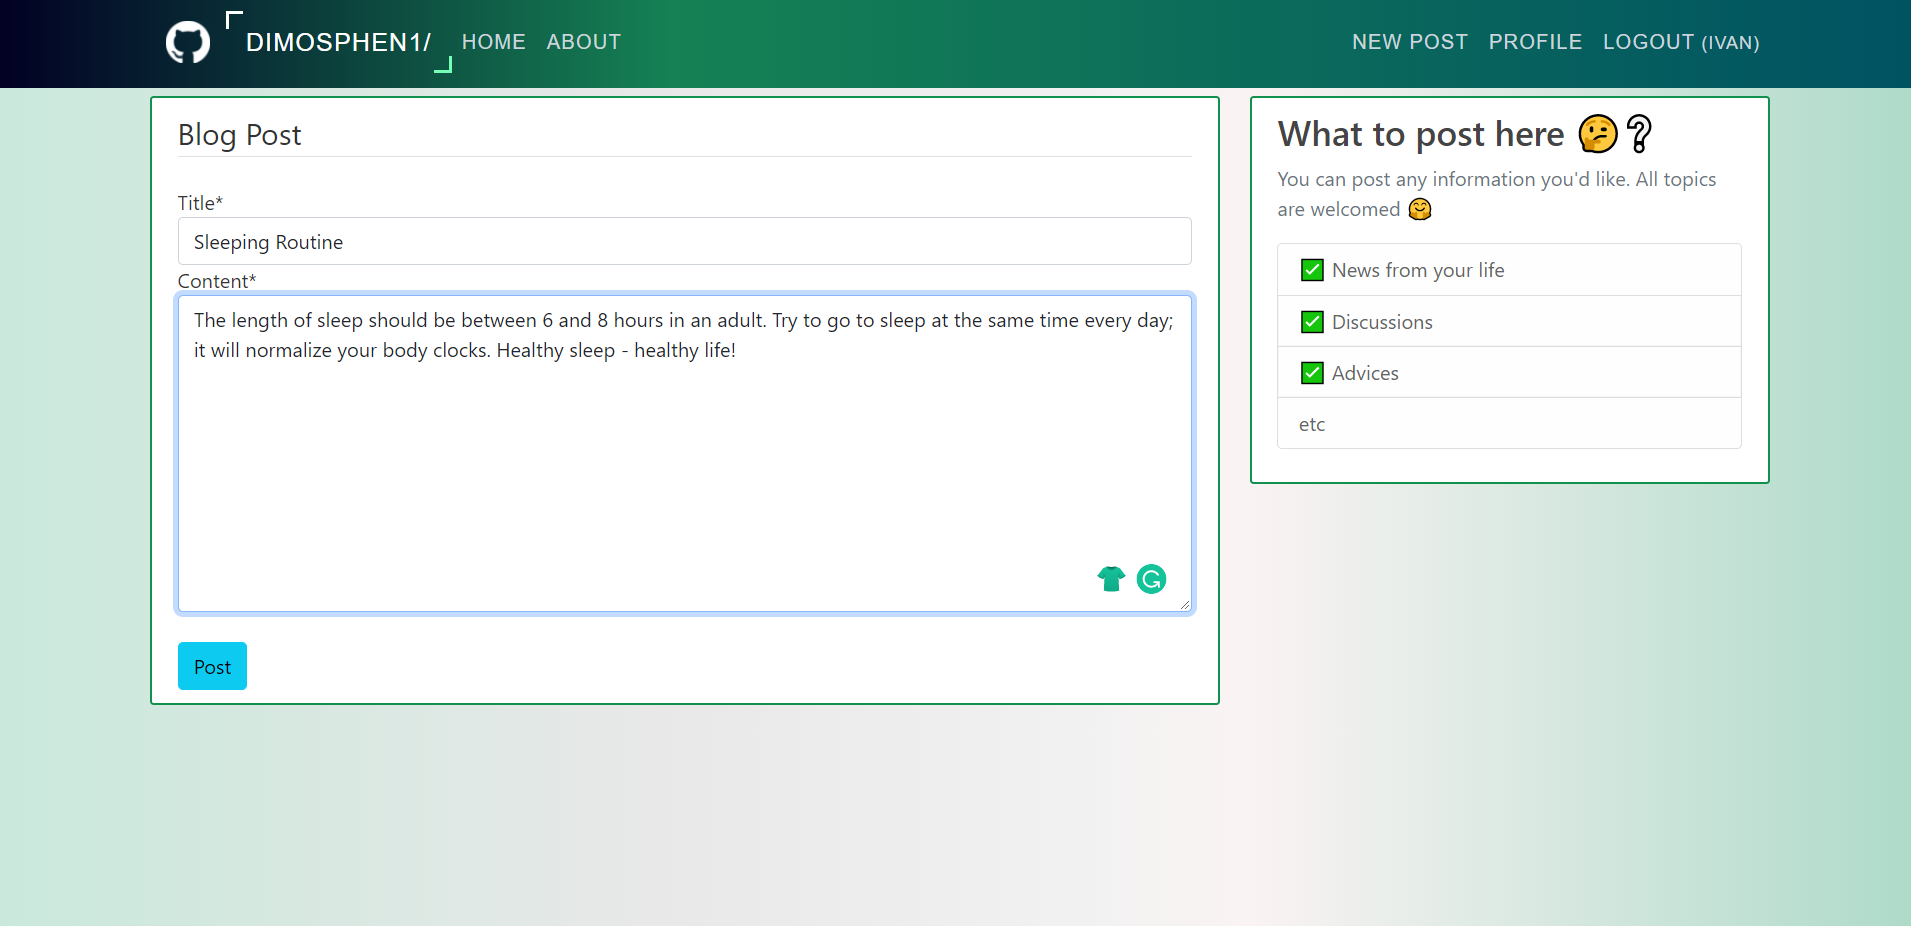 DIMOSPHEN1/ HOME ABOUT NEW POST PROFILE LOGOUT (IVAN)
Blog Post
Title*
Sleeping Routine
Content*
The length of sleep should be between 6 and 8 hours in an adult. Try to go to sleep at the same time every day;
it will normalize your body clocks. Healthy sleep - healthy life!
Post
What to post here 🤔❔
You can post any information you'd like. All topics
are welcomed 🤗
✅ News from your life
✅ Discussions
✅ Advices
etc